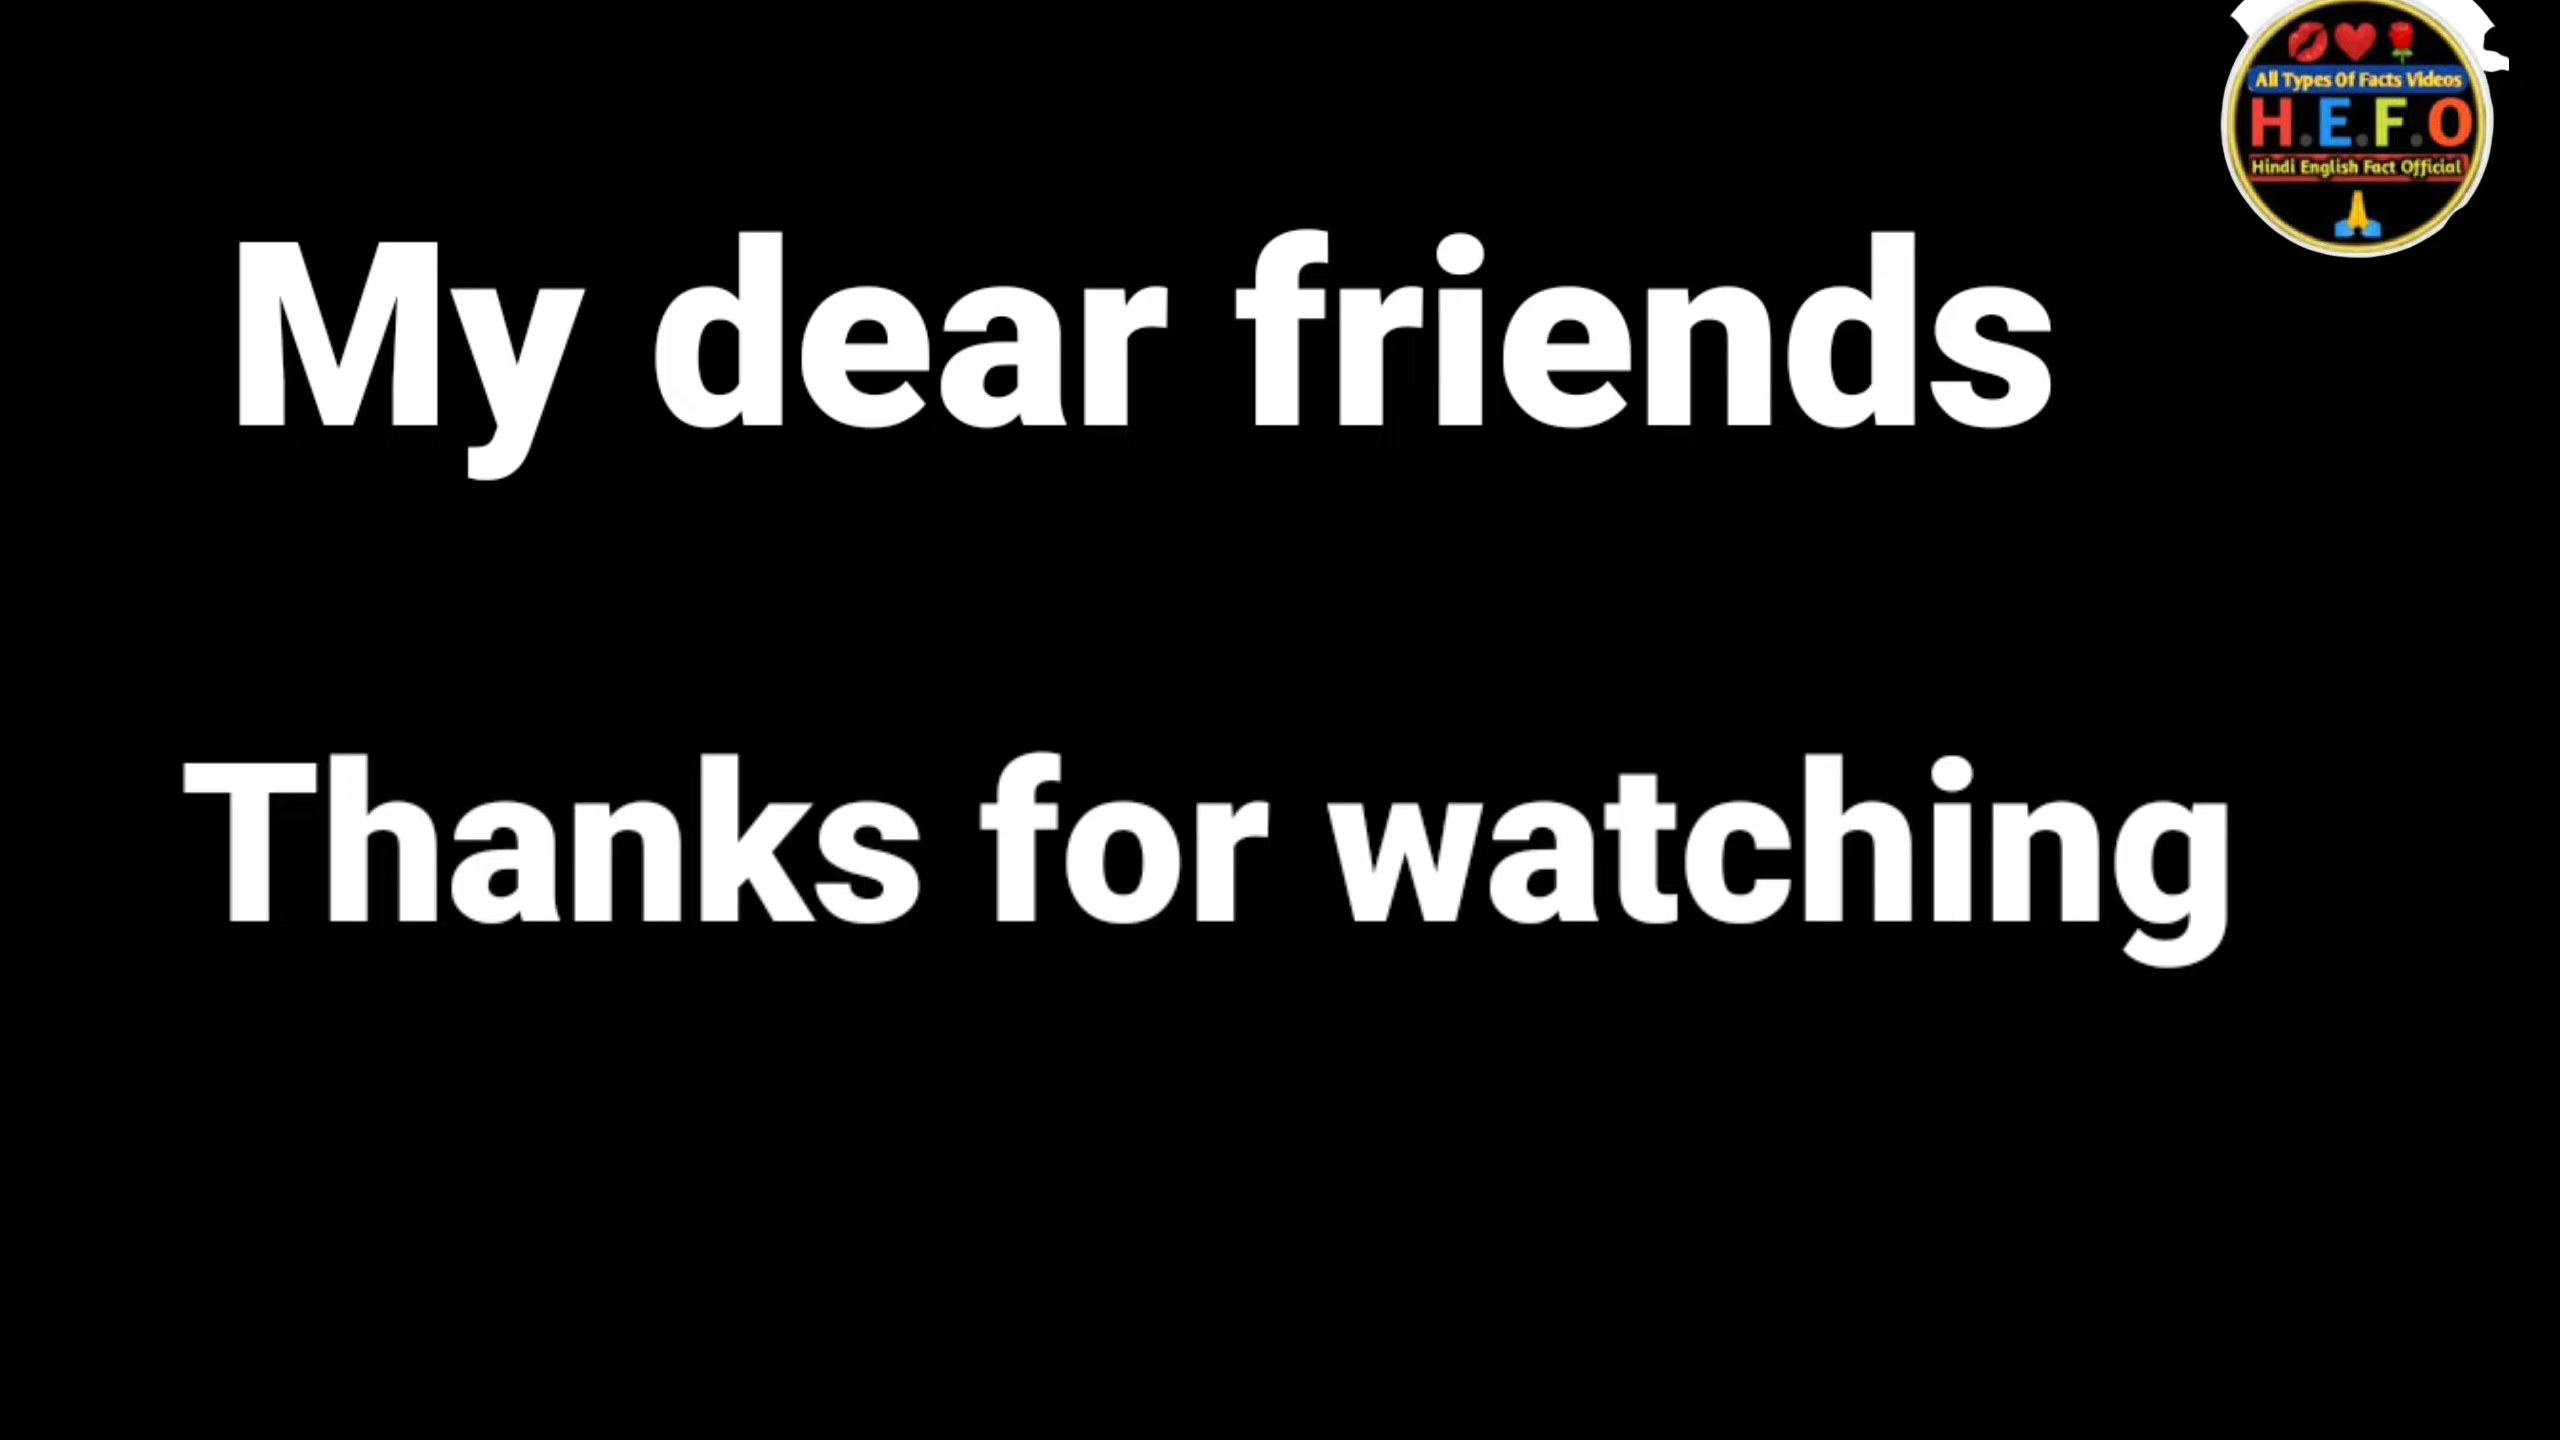 All Types Of Facts Videos
H.E.F.O
Hindi English Fact Official
My dear friends
Thanks for watching